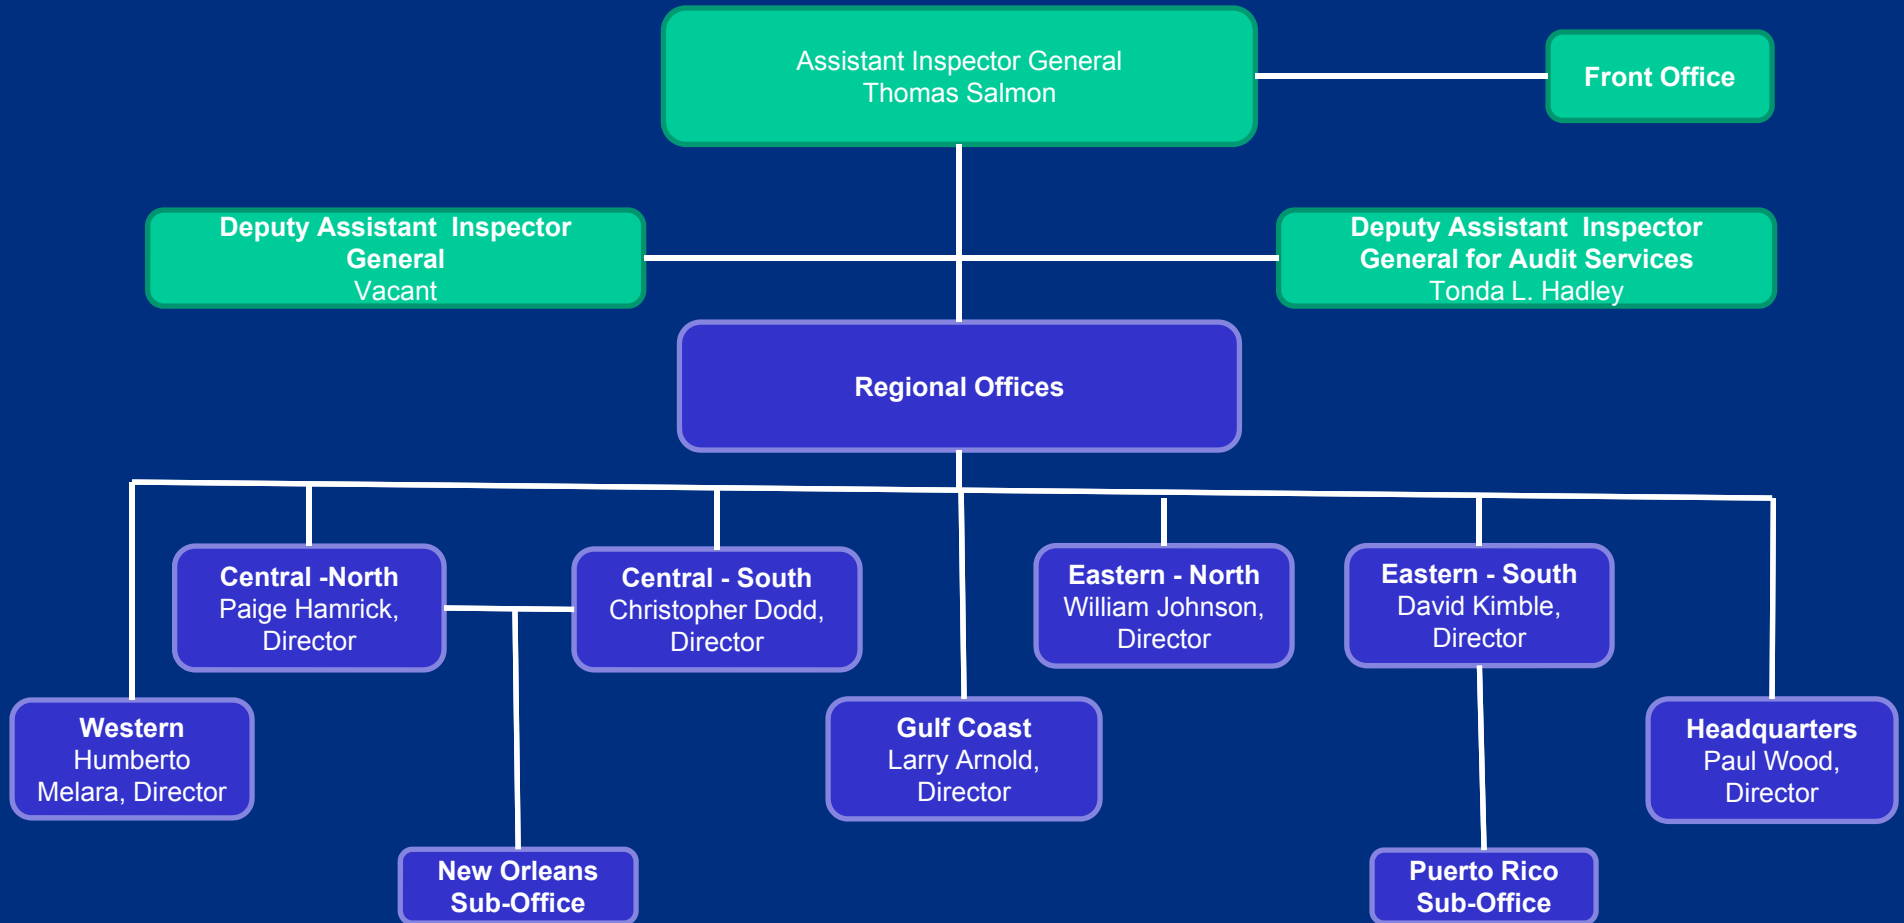 Assistant Inspector General
Thomas Salmon
Front Office
Deputy Assistant  Inspector
General
Vacant
Deputy Assistant  Inspector
General for Audit Services
Tonda L. Hadley
Regional Offices
Central -North
Paige Hamrick,
Director
Central - South
Christopher Dodd,
Director
Eastern - North
William Johnson,
Director
Eastern - South
David Kimble,
Director
Western
Humberto
Melara, Director
Gulf Coast
Larry Arnold,
Director
Headquarters
Paul Wood,
Director
New Orleans
Sub-Office
Puerto Rico
Sub-Office